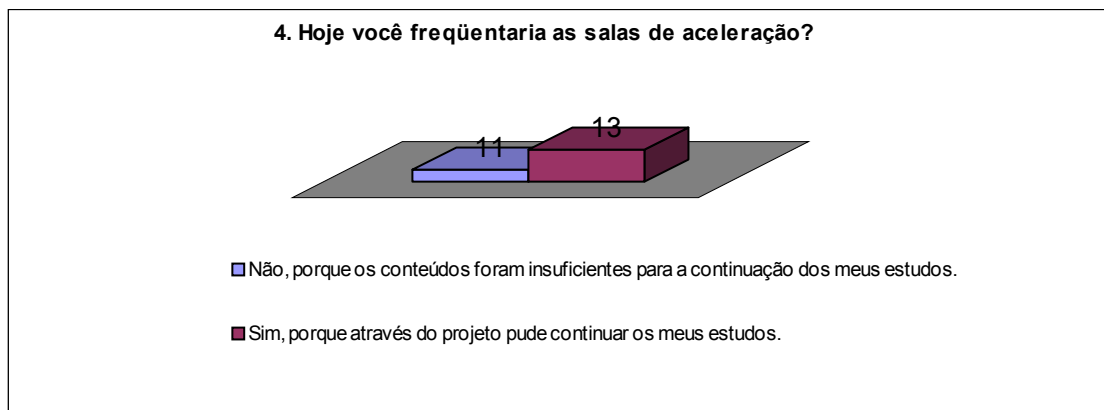 4. Hoje você freqüentaria as salas de aceleração?
11
13
Não, porque os conteúdos foram insuficientes para a continuação dos meus estudos.
Sim, porque através do projeto pude continuar os meus estudos.